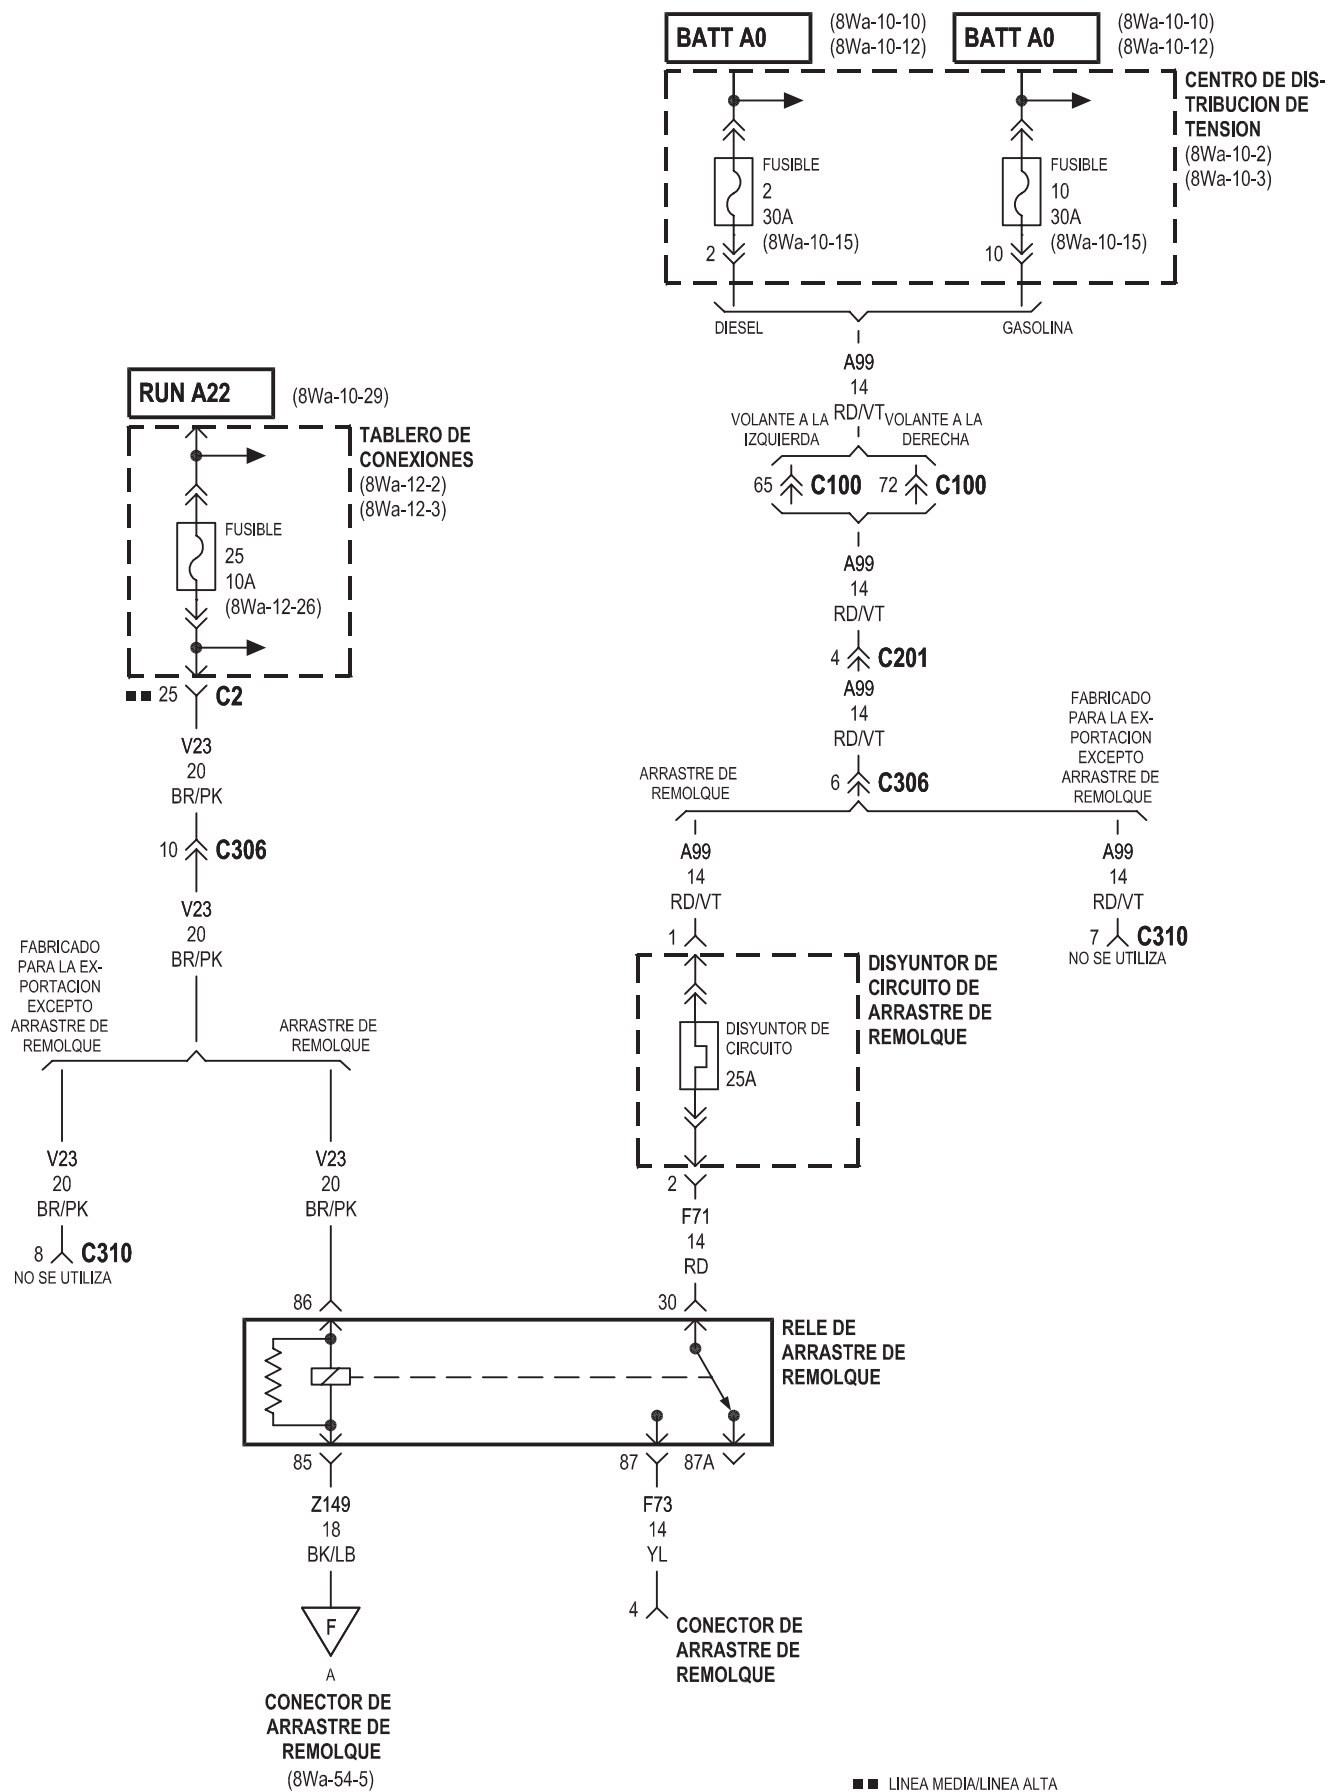 BATT A0
(8Wa-10-10)
(8Wa-10-12)
BATT A0
(8Wa-10-10)
(8Wa-10-12)
CENTRO DE DIS-
TRIBUCION DE
TENSION
(8Wa-10-2)
(8Wa-10-3)
FUSIBLE
2
30A
(8Wa-10-15)
2
FUSIBLE
10
30A
(8Wa-10-15)
10
DIESEL
GASOLINA
A99
14
RD/VT
VOLANTE A LA
IZQUIERDA
VOLANTE A LA
DERECHA
65
C100
72
C100
A99
14
RD/VT
4
C201
A99
14
RD/VT
6
C306
ARRASTRE DE
REMOLQUE
FABRICADO
PARA LA EX-
PORTACION
EXCEPTO
ARRASTRE DE
REMOLQUE
A99
14
RD/VT
1
A99
14
RD/VT
7
C310
NO SE UTILIZA
DISYUNTOR DE
CIRCUITO DE
ARRASTRE DE
REMOLQUE
DISYUNTOR DE
CIRCUITO
25A
2
F71
14
RD
30
RUN A22
(8Wa-10-29)
TABLERO DE
CONEXIONES
(8Wa-12-2)
(8Wa-12-3)
FUSIBLE
25
10A
(8Wa-12-26)
■■ 25
C2
V23
20
BR/PK
10
C306
V23
20
BR/PK
FABRICADO
PARA LA EX-
PORTACION
EXCEPTO
ARRASTRE DE
REMOLQUE
ARRASTRE DE
REMOLQUE
V23
20
BR/PK
8
C310
NO SE UTILIZA
V23
20
BR/PK
86
RELE DE
ARRASTRE DE
REMOLQUE
85
87
87A
Z149
18
BK/LB
F
A
CONECTOR DE
ARRASTRE DE
REMOLQUE
(8Wa-54-5)
F73
14
YL
4
CONECTOR DE
ARRASTRE DE
REMOLQUE
■■ LINEA MEDIA/LINEA ALTA